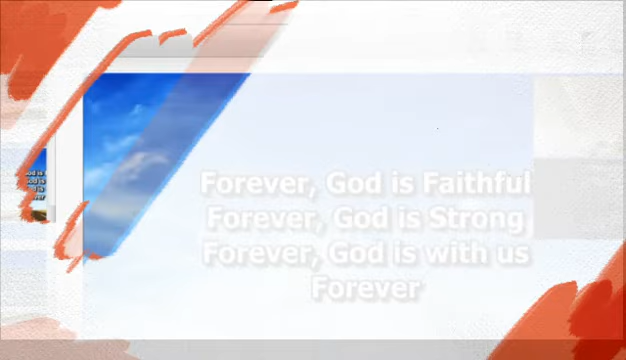 Forever, God is Faithful
Forever, God is Strong
Forever, God is with us
Forever